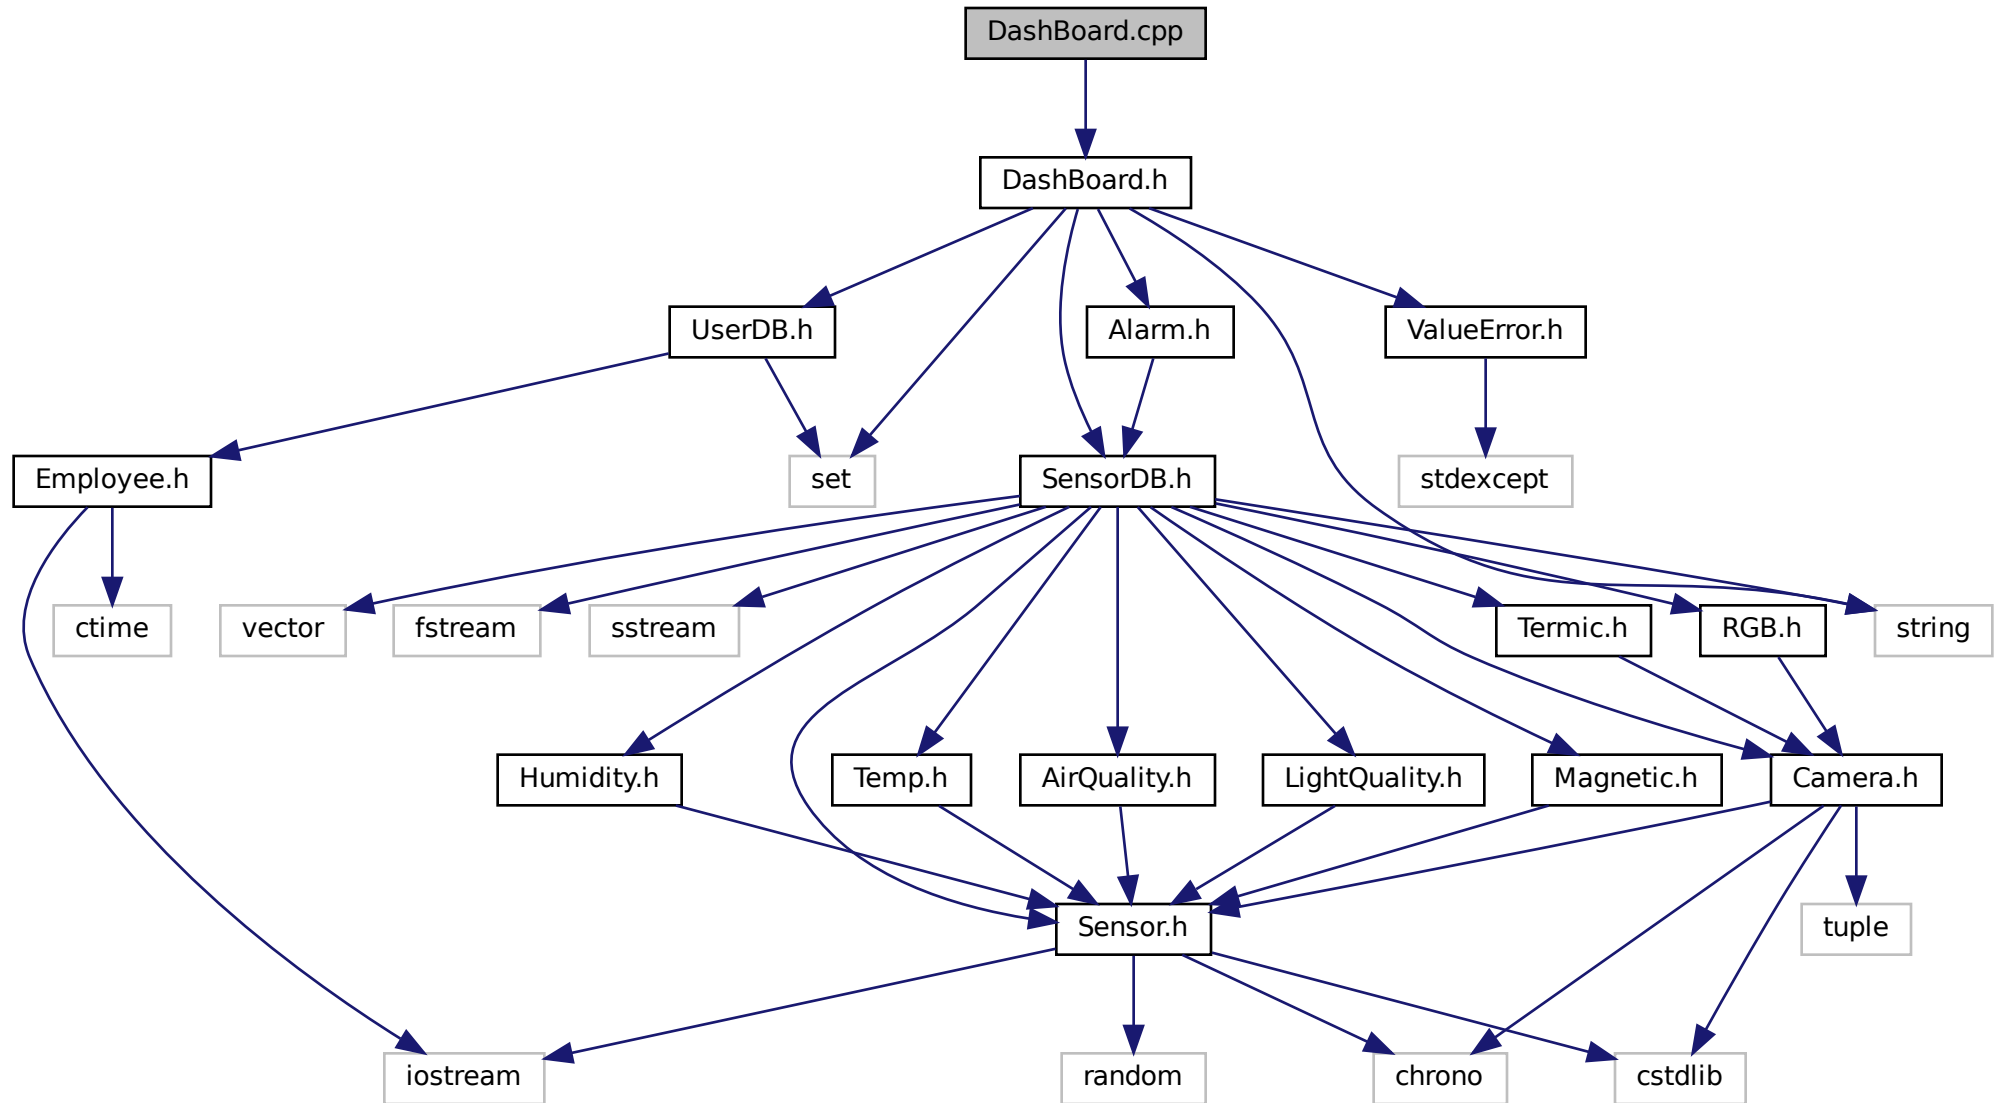 DashBoard.cpp
DashBoard.h
UserDB.h
Alarm.h
ValueError.h
Employee.h
set
SensorDB.h
stdexcept
ctime
vector
fstream
sstream
Termic.h
RGB.h
string
Humidity.h
Temp.h
AirQuality.h
LightQuality.h
Magnetic.h
Camera.h
Sensor.h
tuple
iostream
random
chrono
cstdlib